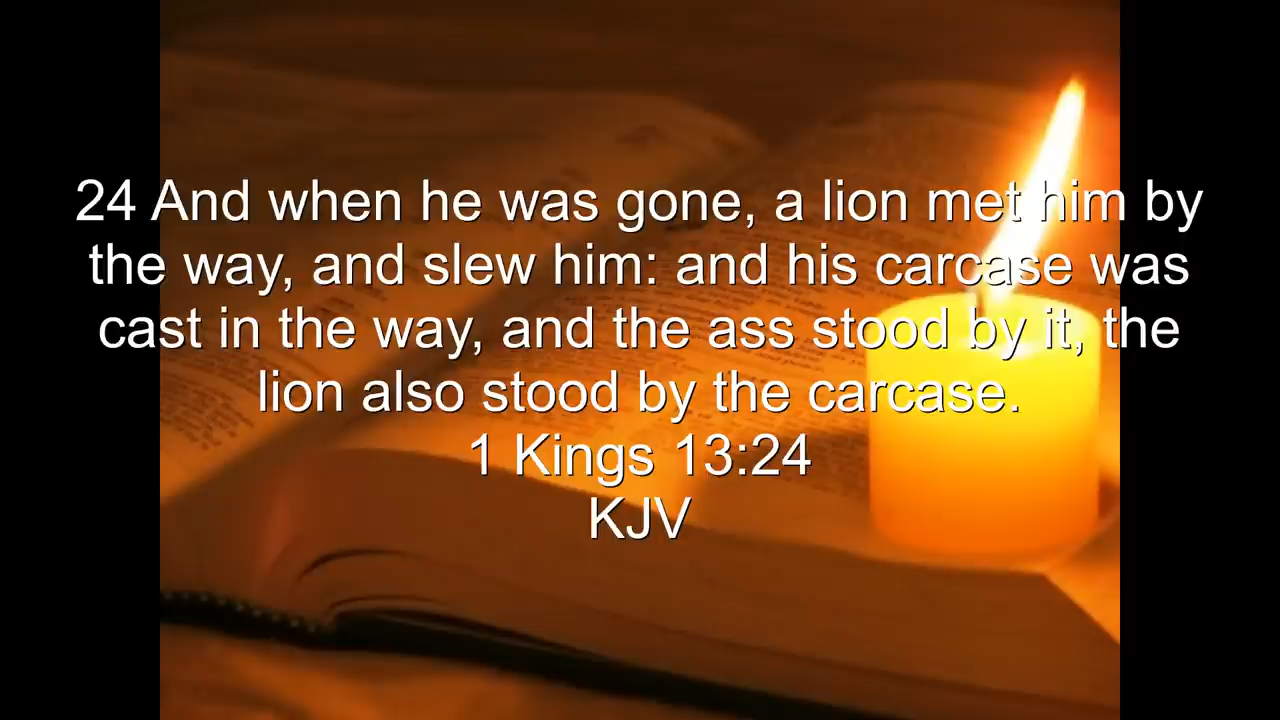 24 And when he was gone, a lion met him by
the way, and slew him: and his carcase was
cast in the way, and the ass stood by it, the
lion also stood by the carcase.
1 Kings 13:24
KJV